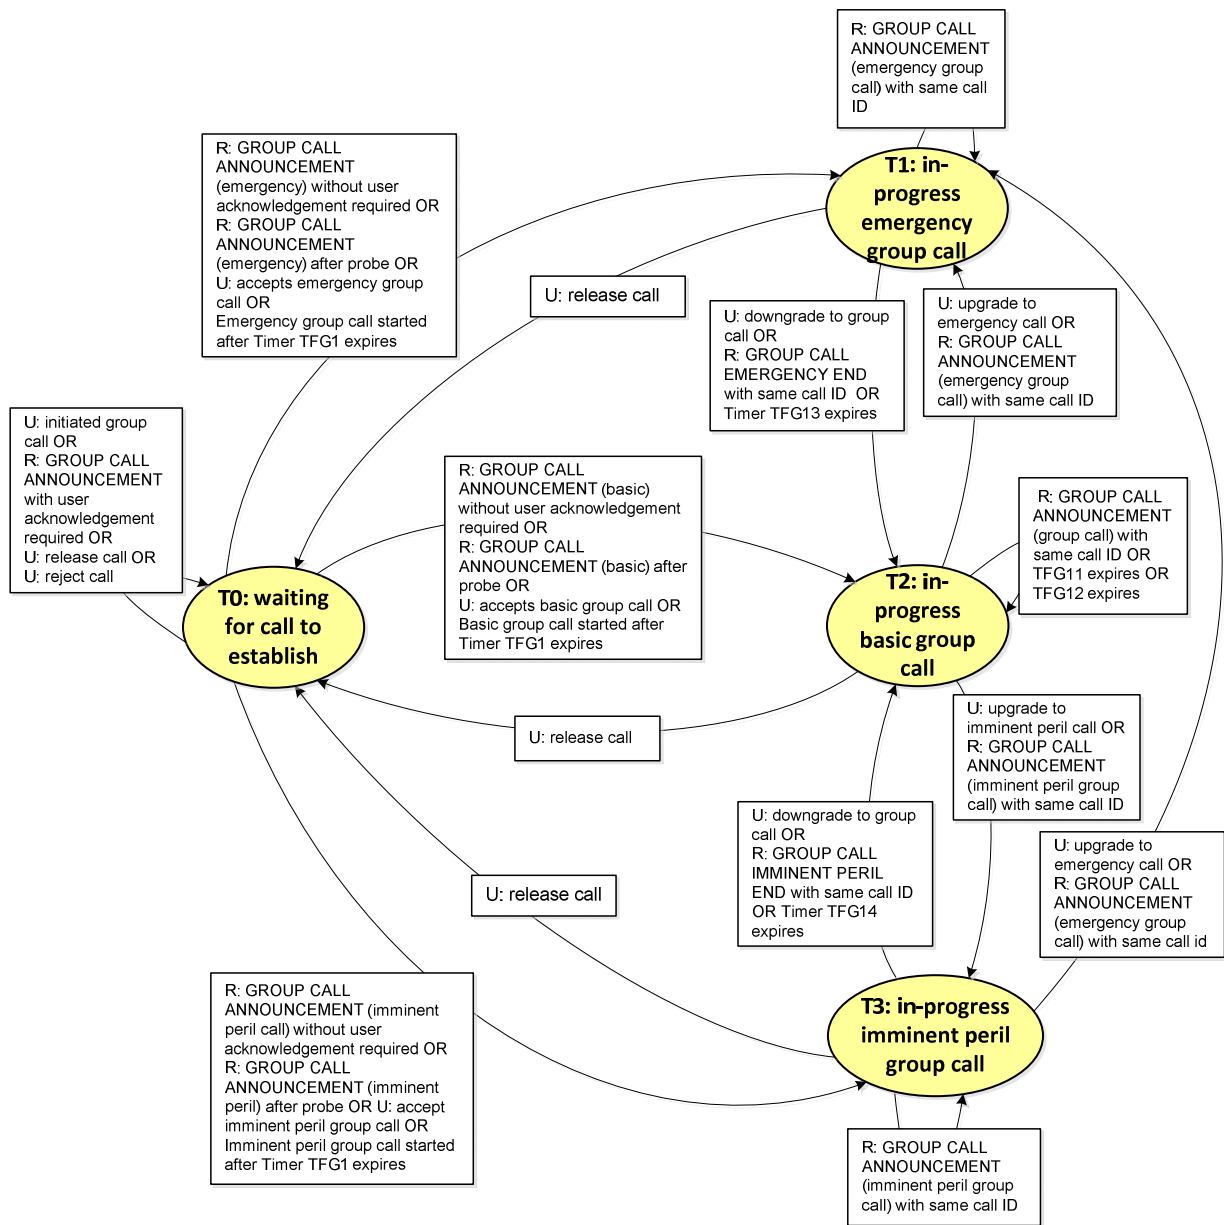 R: GROUP CALL
ANNOUNCEMENT
(emergency group
call) with same call
ID
R: GROUP CALL
ANNOUNCEMENT
(emergency) without user
acknowledgement required OR
R: GROUP CALL
ANNOUNCEMENT
(emergency) after probe OR
U: accepts emergency group
call OR
Emergency group call started
after Timer TFG1 expires
T1: in-
progress
emergency
group call
U: release call
U: downgrade to group
call OR
R: GROUP CALL
EMERGENCY END
with same call ID  OR
Timer TFG13 expires
U: upgrade to
emergency call OR
R: GROUP CALL
ANNOUNCEMENT
(emergency group
call) with same call ID
U: initiated group
call OR
R: GROUP CALL
ANNOUNCEMENT
with user
acknowledgement
required OR
U: release call OR
U: reject call
R: GROUP CALL
ANNOUNCEMENT (basic)
without user acknowledgement
required OR
R: GROUP CALL
ANNOUNCEMENT (basic) after
probe OR
U: accepts basic group call OR
Basic group call started after
Timer TFG1 expires
R: GROUP CALL
ANNOUNCEMENT
(group call) with
same call ID OR
TFG11 expires OR
TFG12 expires
T0: waiting
for call to
establish
T2: in-
progress
basic group
call
U: release call
U: upgrade to
imminent peril call OR
R: GROUP CALL
ANNOUNCEMENT
(imminent peril group
call) with same call ID
U: downgrade to group
call OR
R: GROUP CALL
IMMINENT PERIL
END with same call ID
OR Timer TFG14
expires
U: upgrade to
emergency call OR
R: GROUP CALL
ANNOUNCEMENT
(emergency group
call) with same call id
U: release call
R: GROUP CALL
ANNOUNCEMENT (imminent
peril call) without user
acknowledgement required OR
R: GROUP CALL
ANNOUNCEMENT (imminent
peril) after probe OR U: accept
imminent peril group call OR
Imminent peril group call started
after Timer TFG1 expires
T3: in-progress
imminent peril
group call
R: GROUP CALL
ANNOUNCEMENT
(imminent peril group
call) with same call ID